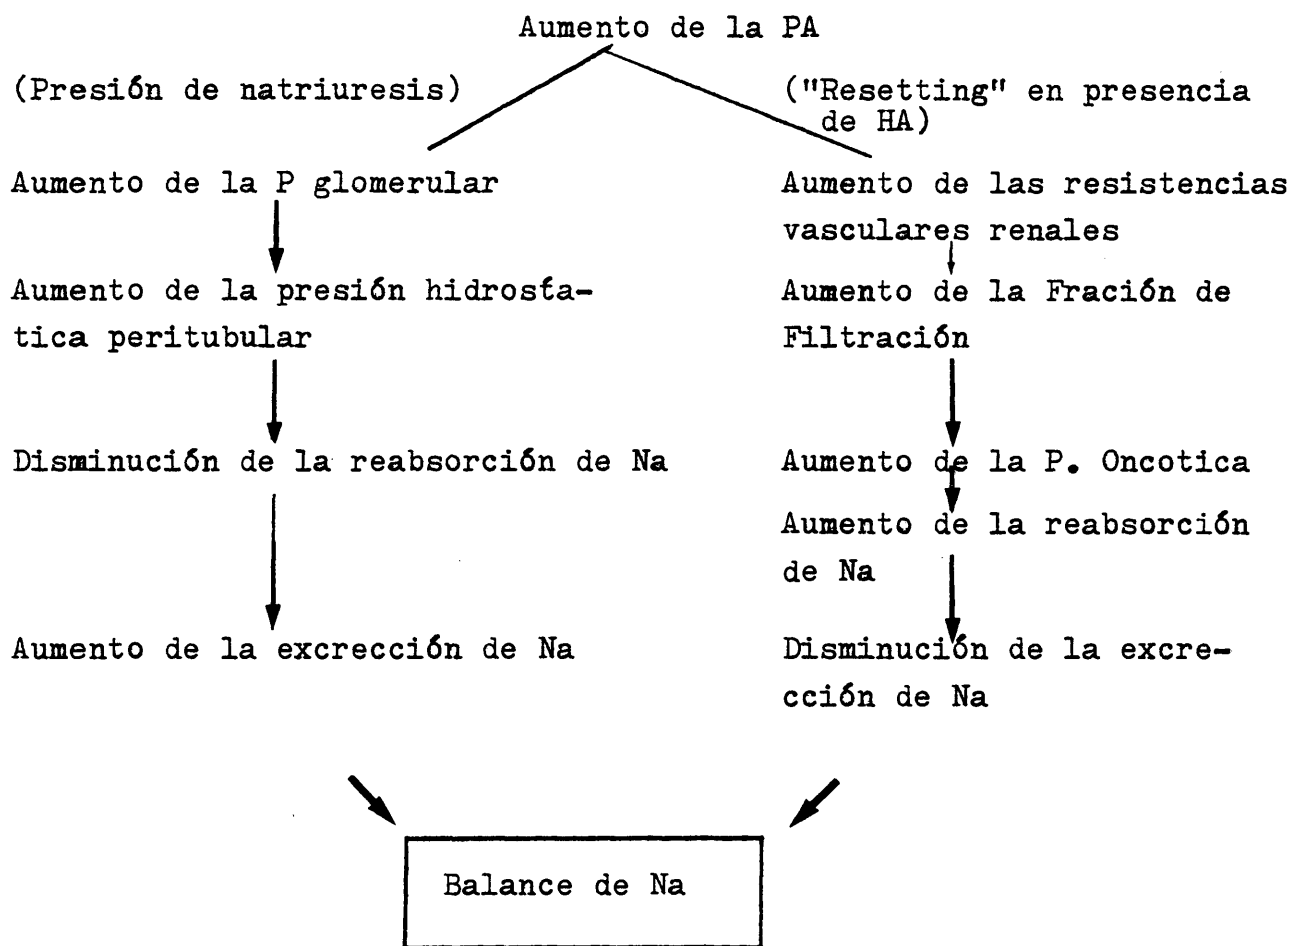 Aumento de la PA
(Presión de natriuresis)
("Resetting" en presencia
de HA)
Aumento de la P glomerular
Aumento de la presión hidrosta-
tica peritubular
Disminución de la reabsorción de Na
Aumento de la excrección de Na
Aumento de las resistencias
vasculares renales
Aumento de la Fración de
Filtración
Aumento de la P. Oncotica
Aumento de la reabsorción
de Na
Disminución de la excre-
cción de Na
Balance de Na